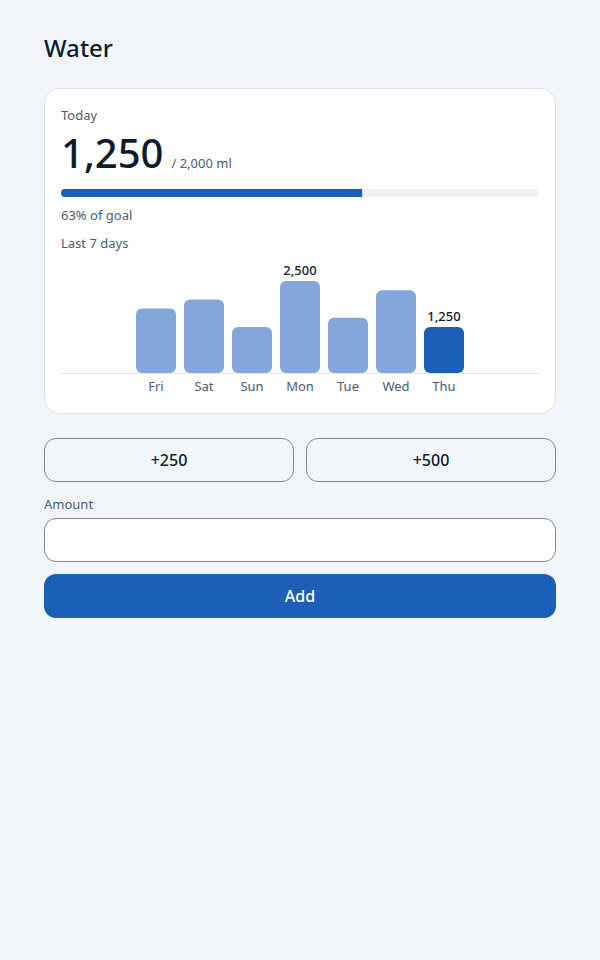 Water
Today
1,250 / 2,000 ml
63% of goal
Last 7 days
2,500
1,250
Fri Sat Sun Mon Tue Wed Thu
+250 +500
Amount
Add